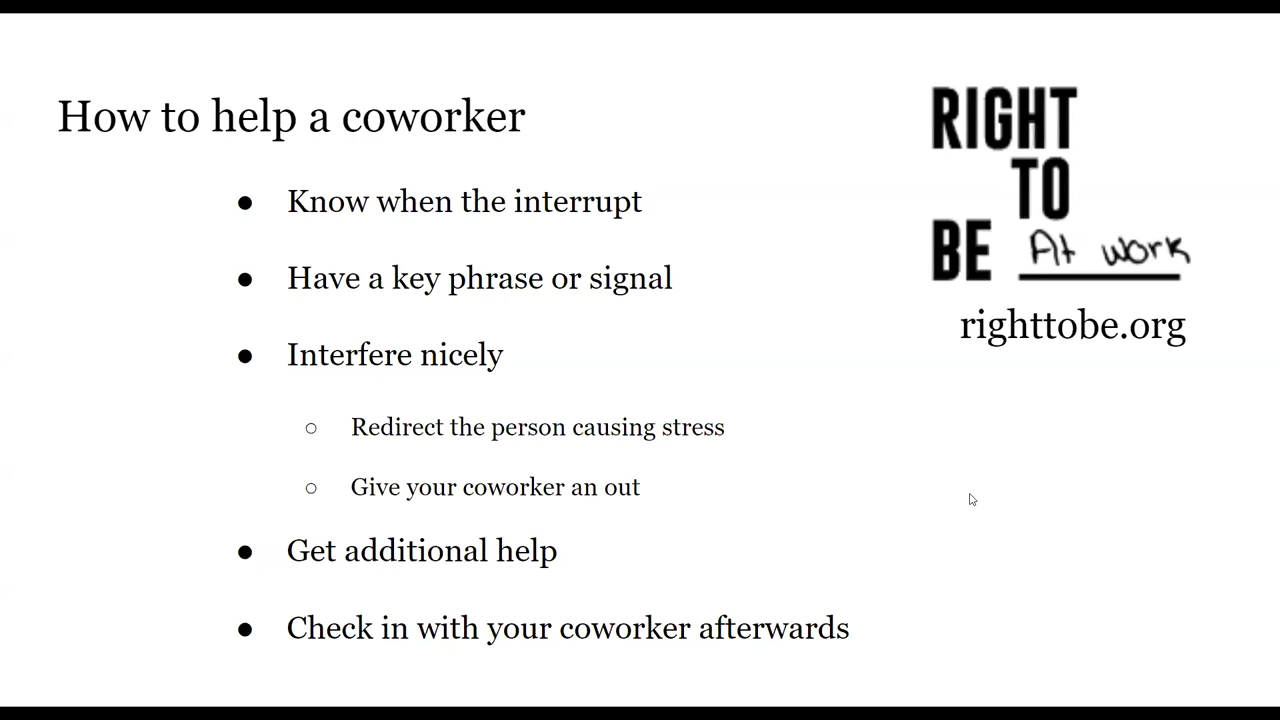 How to help a coworker
● Know when the interrupt
● Have a key phrase or signal
● Interfere nicely
○ Redirect the person causing stress
○ Give your coworker an out
● Get additional help
● Check in with your coworker afterwards
RIGHT
TO
BE At work
righttobe.org